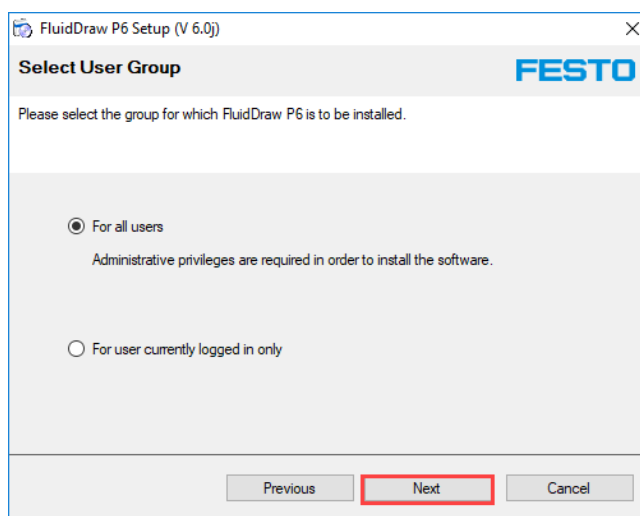 FluidDraw P6 Setup (V 6.0j)
Select User Group
FESTO
Please select the group for which FluidDraw P6 is to be installed.
For all users
Administrative privileges are required in order to install the software.
For user currently logged in only
Previous
Next
Cancel